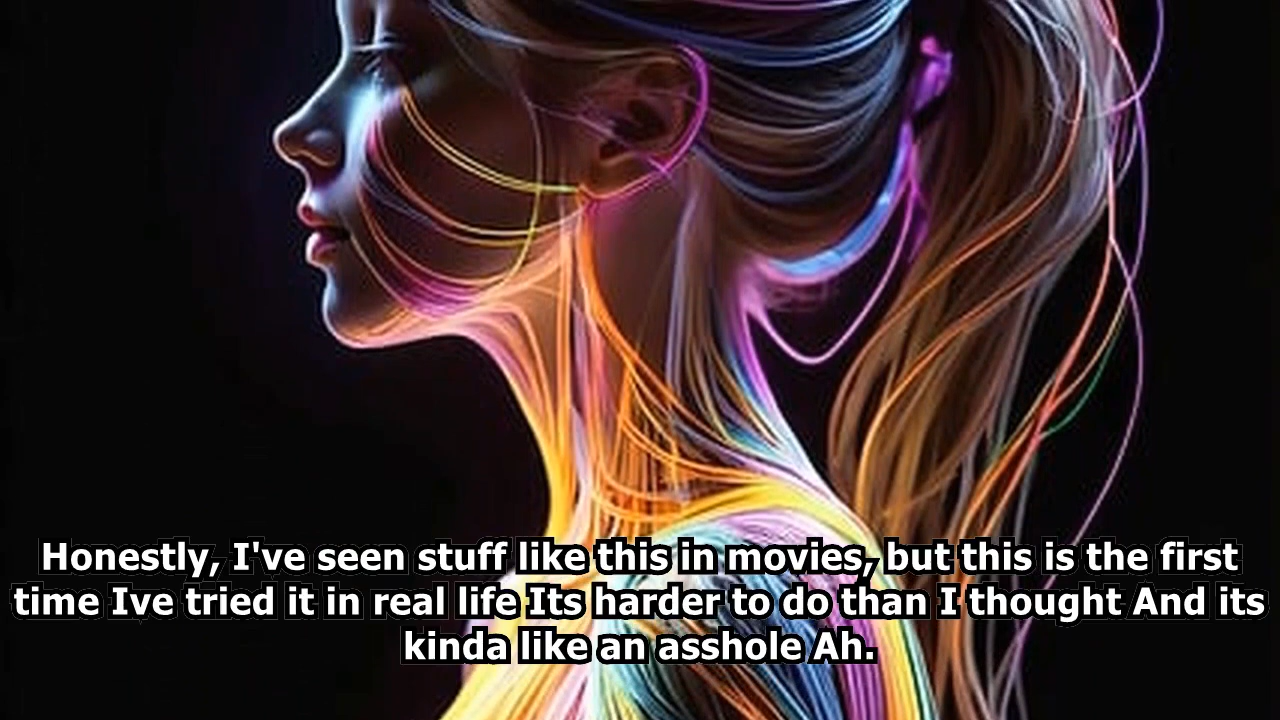 Honestly, I've seen stuff like this in movies, but this is the first
time Ive tried it in real life Its harder to do than I thought And its
kinda like an asshole Ah.